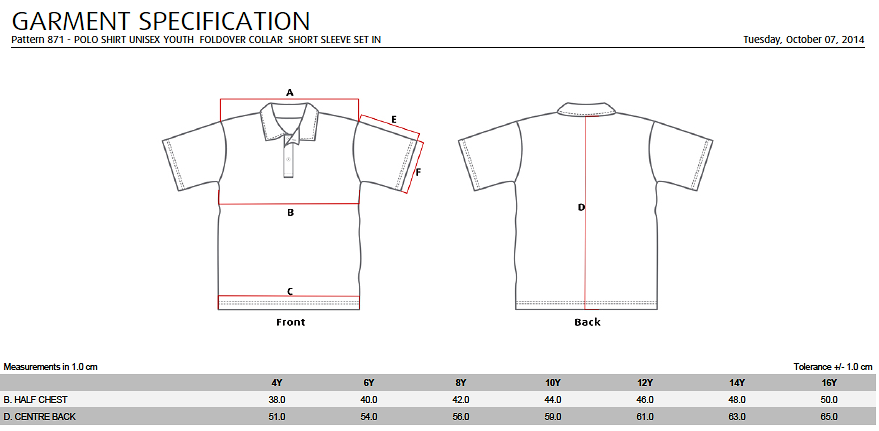 GARMENT SPECIFICATION
Pattern 871 - POLO SHIRT UNISEX YOUTH FOLDOVER COLLAR SHORT SLEEVE SET IN Tuesday, October 07, 2014
A
E
F
B
D
C
Front Back
Measurements in 1.0 cm Tolerance +/- 1.0 cm
4Y 6Y 8Y 10Y 12Y 14Y 16Y
B. HALF CHEST 38.0 40.0 42.0 44.0 46.0 48.0 50.0
D. CENTRE BACK 51.0 54.0 56.0 59.0 61.0 63.0 65.0